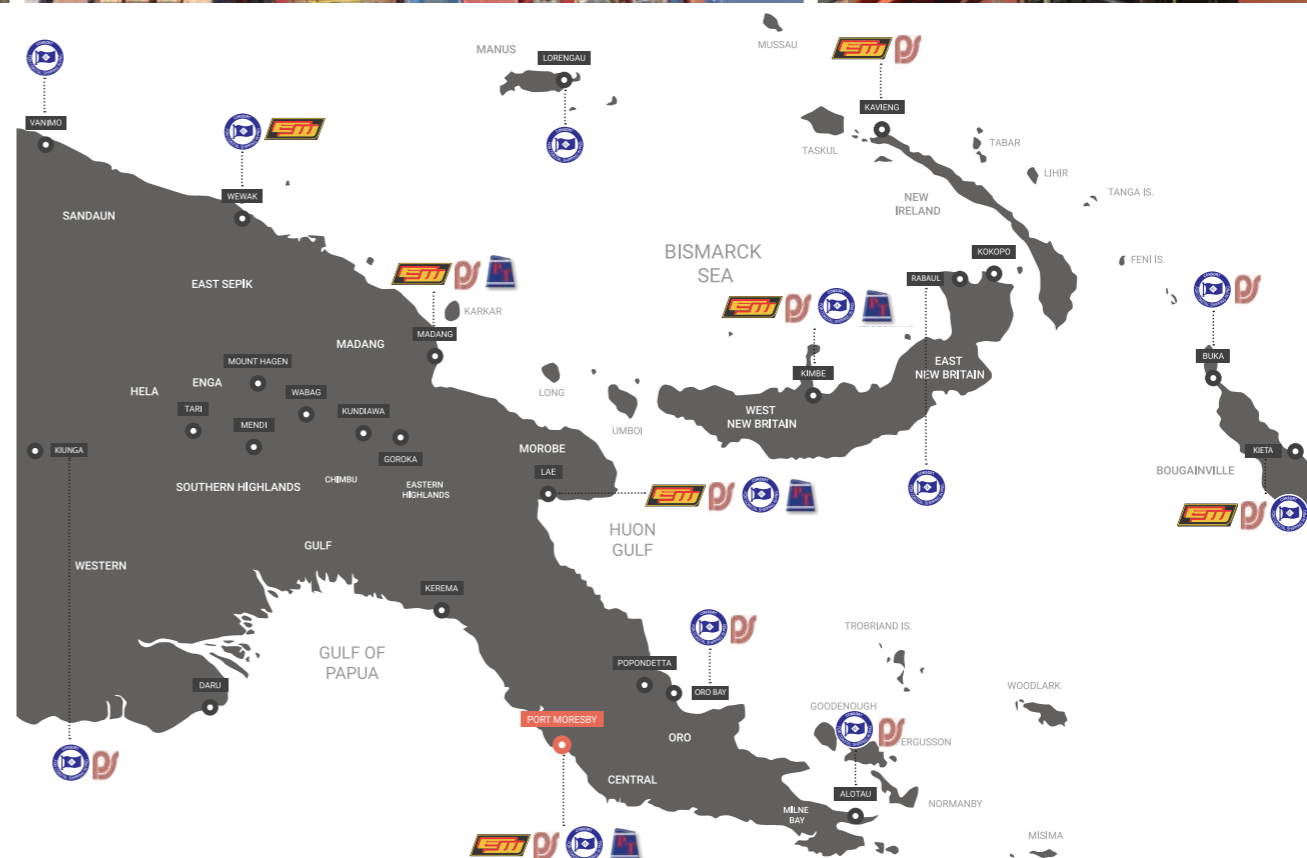 MUSSAU
MANUS
LORENGAU
KAVIENG
VANIMO
TASKUL
TABAR
LIHIR
TANGA IS.
WEWAK
NEW
IRELAND
SANDAUN
BISMARCK
SEA
KOKOPO
RABAUL
FENI IS.
EAST SEPIK
KARKAR
MADANG
MADANG
MOUNT HAGEN
ENGA
HELA
WABAG
TARI
MENDI
KUNDIAWA
GOROKA
LONG
UMBOI
KIMBE
EAST
NEW BRITAIN
WEST
NEW BRITAIN
BUKA
KIUNGA
KIETA
BOUGAINVILLE
MOROBE
LAE
SOUTHERN HIGHLANDS
CHIMBU
EASTERN
HIGHLANDS
HUON
GULF
GULF
WESTERN
KEREMA
GULF OF
PAPUA
TROBRIAND IS.
POPONDETTA
ORO BAY
DARU
WOODLARK
GOODENOUGH
PORT MORESBY
ORO
FERGUSSON
CENTRAL
ALOTAU
MILNE
BAY
NORMANBY
MISIMA